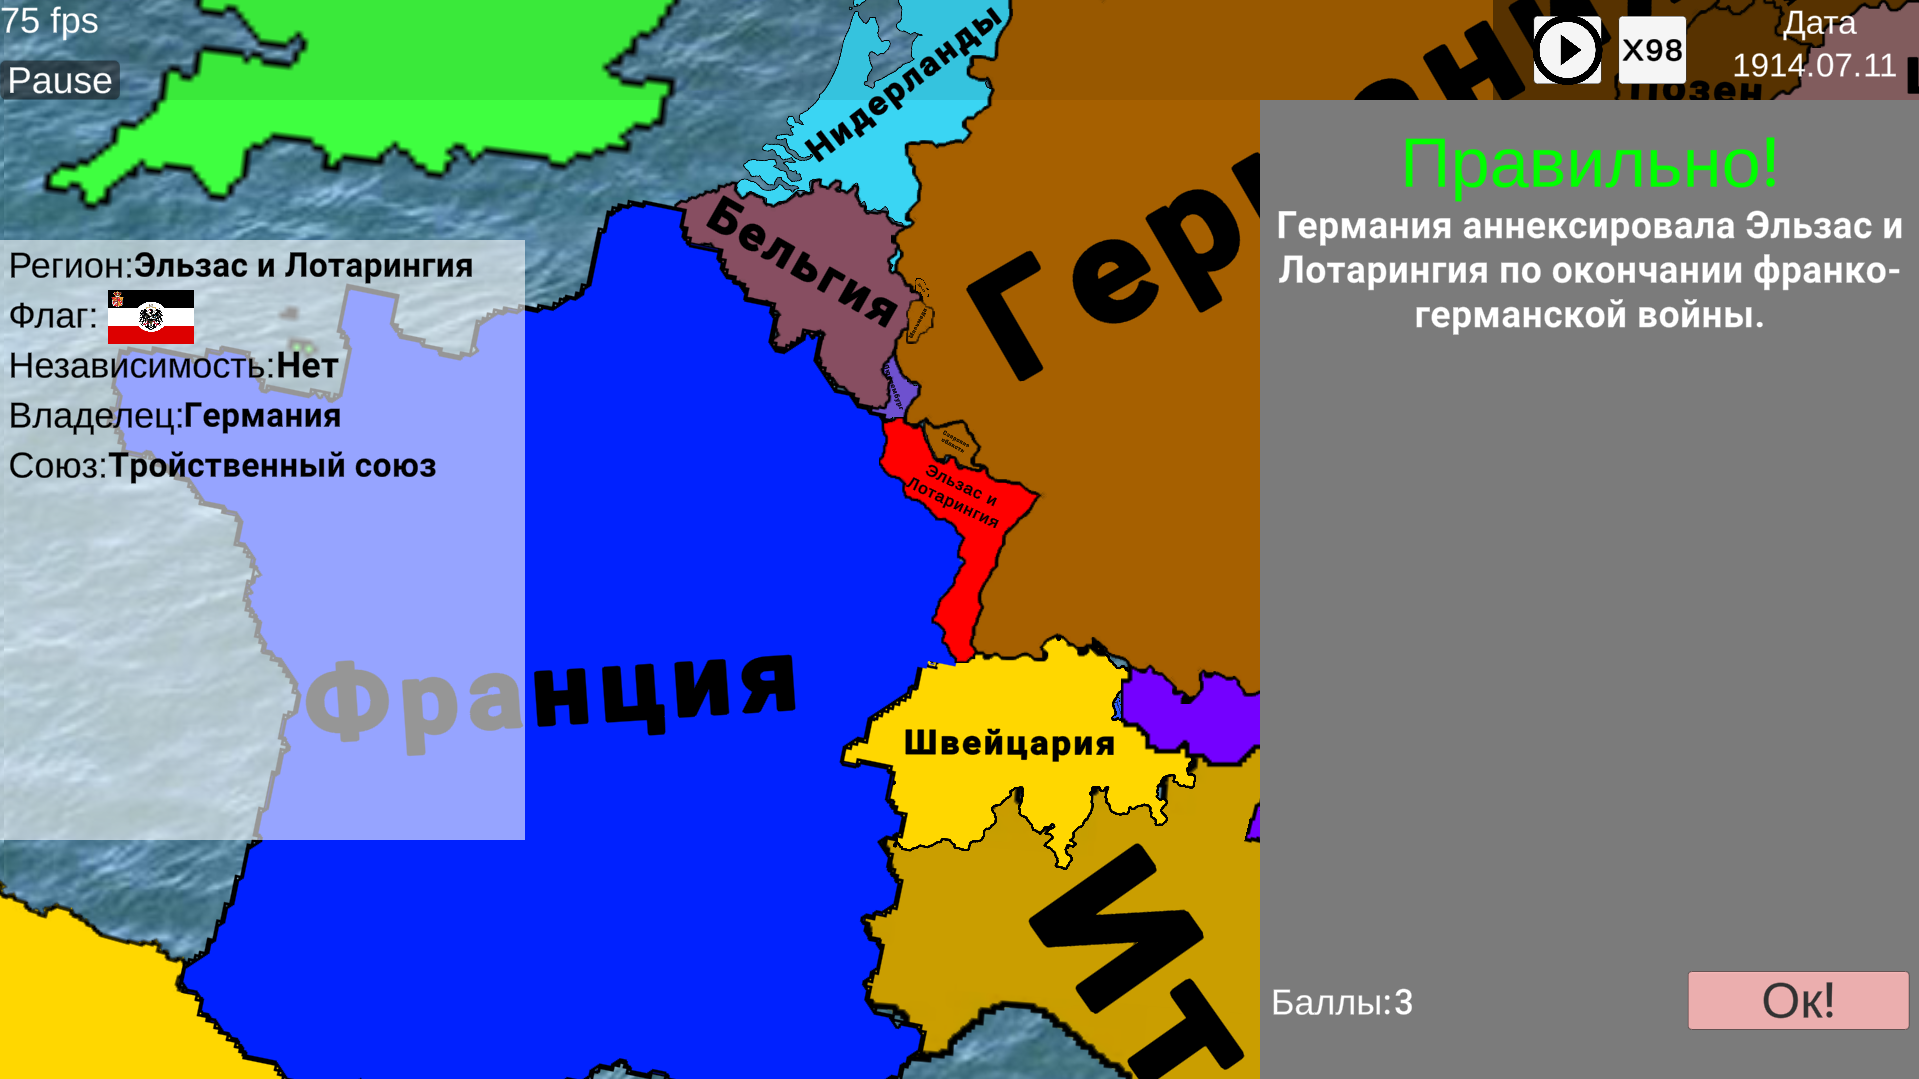 75 fps
Pause
X98
Дата
1914.07.11
Нидерланды
Позен
Правильно!
Германия аннексировала Эльзас и
Лотарингия по окончании франко-
германской войны.
Бельгия
Гер
Регион:Эльзас и Лотарингия
Флаг:
Независимость:Нет
Владелец:Германия
Союз:Тройственный союз
Эльзас и
Лотарингия
Франция
Швейцария
Ит
Баллы:3
Ок!